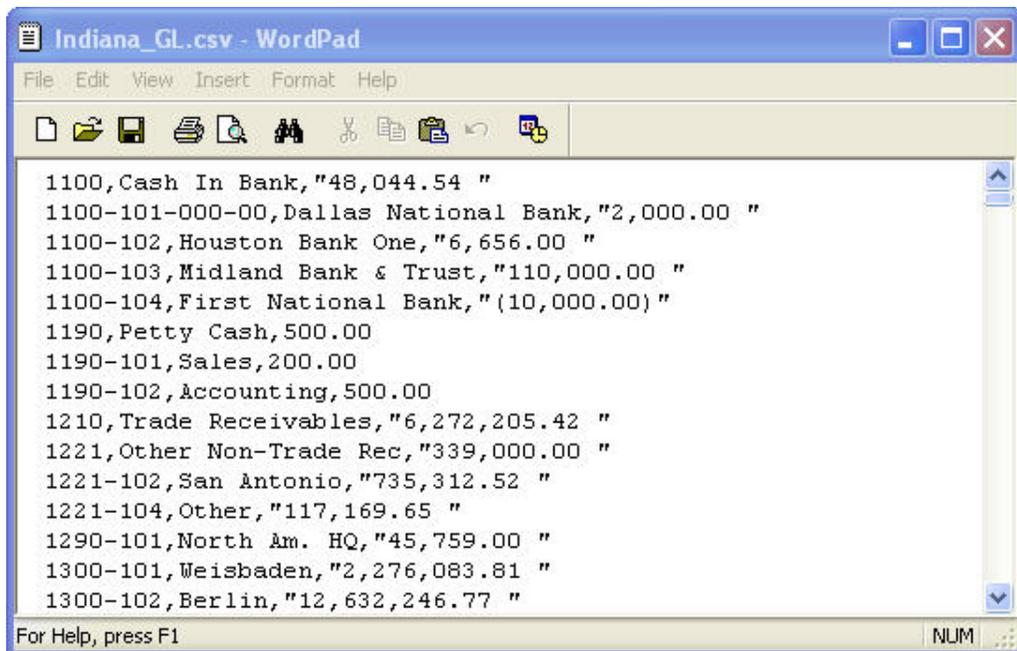 Indiana_GL.csv - WordPad
File Edit View Insert Format Help
1100,Cash In Bank,"48,044.54 "
1100-101-000-00,Dallas National Bank,"2,000.00 "
1100-102,Houston Bank One,"6,656.00 "
1100-103,Midland Bank & Trust,"110,000.00 "
1100-104,First National Bank,"(10,000.00)"
1190,Petty Cash,500.00
1190-101,Sales,200.00
1190-102,Accounting,500.00
1210,Trade Receivables,"6,272,205.42 "
1221,Other Non-Trade Rec,"339,000.00 "
1221-102,San Antonio,"735,312.52 "
1221-104,Other,"117,169.65 "
1290-101,North Am. HQ,"45,759.00 "
1300-101,Weisbaden,"2,276,083.81 "
1300-102,Berlin,"12,632,246.77 "
For Help, press F1 NUM